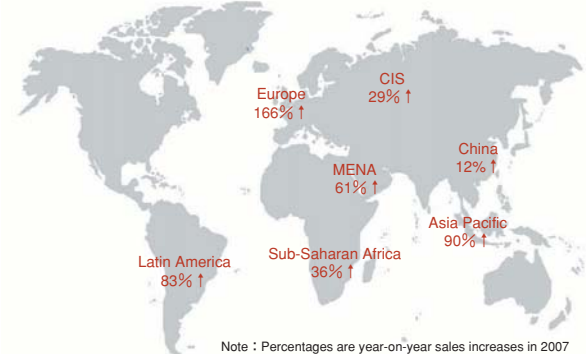 CIS
29% ↑
Europe
166% ↑
China
12% ↑
MENA
61% ↑
Asia Pacific
90% ↑
Sub-Saharan Africa
36% ↑
Latin America
83% ↑
Note：Percentages are year-on-year sales increases in 2007